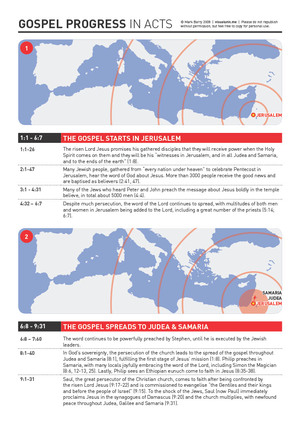 GOSPEL PROGRESS IN ACTS
© Mark Barry 2009 | visualunit.me | Please do not republish
without permission, but feel free to copy for personal use.
1
JERUSALEM
1:1 - 6:7 THE GOSPEL STARTS IN JERUSALEM
1:1-26 The risen Lord Jesus promises his gathered disciples that they will receive power when the Holy
Spirit comes on them and they will be his "witnesses in Jerusalem, and in all Judea and Samaria,
and to the ends of the earth" (1:8).
2:1-47 Many Jewish people, gathered from "every nation under heaven" to celebrate Pentecost in
Jerusalem, hear the word of God about Jesus. More than 3000 people receive the good news and
are baptised as believers (2:41, 47).
3:1 - 4:31 Many of the Jews who heard Peter and John preach the message about Jesus boldly in the temple
believe, in total about 5000 men (4:4).
4:32 - 6:7 Despite much persecution, the word of the Lord continues to spread, with multitudes of both men
and women in Jerusalem being added to the Lord, including a great number of the priests (5:14,
6:7).
2
SAMARIA
JUDEA
JERUSALEM
6:8 - 9:31 THE GOSPEL SPREADS TO JUDEA & SAMARIA
6:8 - 7:60 The word continues to be powerfully preached by Stephen, until he is executed by the Jewish
leaders.
8:1-40 In God's sovereignty, the persecution of the church leads to the spread of the gospel throughout
Judea and Samaria (8:1), fulfilling the first stage of Jesus' mission (1:8). Philip preaches in
Samaria, with many locals joyfully embracing the word of the Lord, including Simon the Magician
(8:6, 12-13, 25). Lastly, Philip sees an Ethiopian eunuch come to faith in Jesus (8:35-38).
9:1-31 Saul, the great persecutor of the Christian church, comes to faith after being confronted by
the risen Lord Jesus (9:17-22) and is commissioned to evangelise "the Gentiles and their kings
and before the people of Israel" (9:15). To the shock of the Jews, Saul (now Paul) immediately
proclaims Jesus in the synagogues of Damascus (9:20) and the church multiplies, with newfound
peace throughout Judea, Galilee and Samaria (9:31).